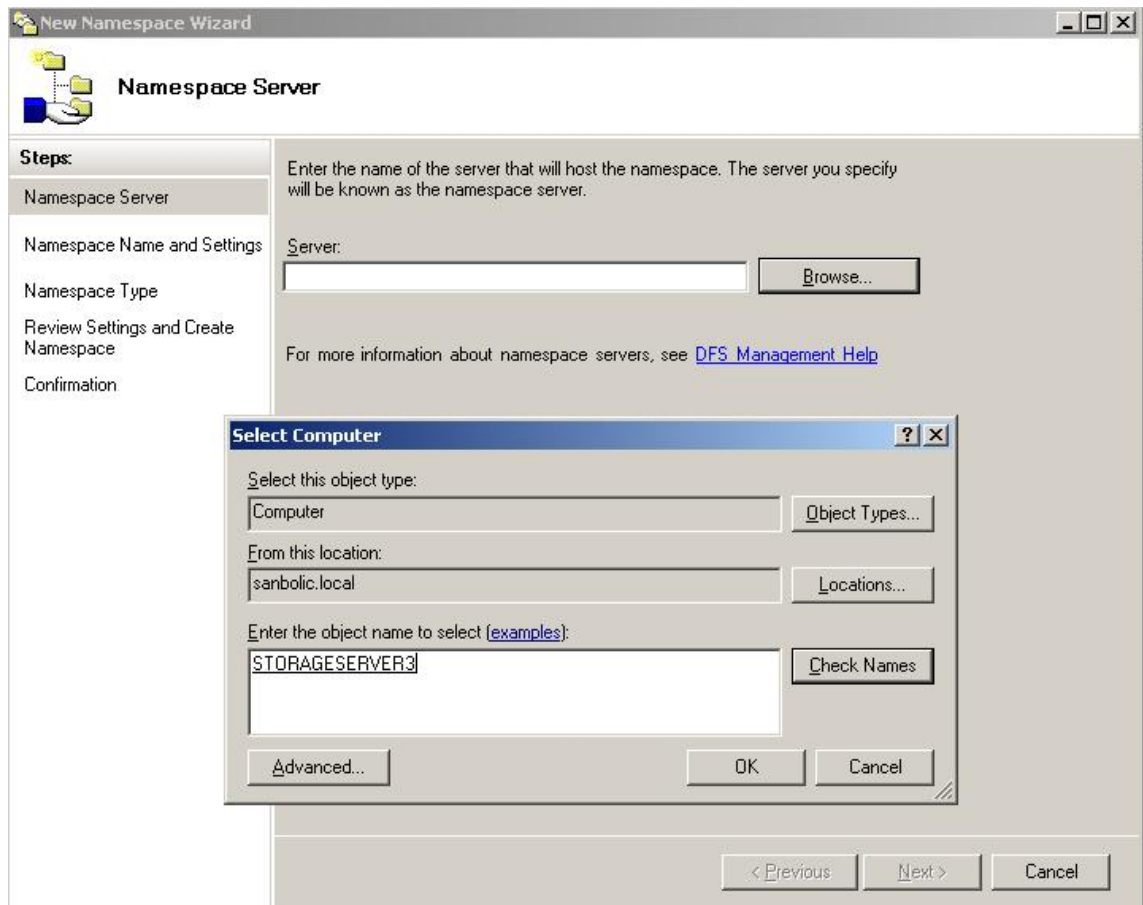 New Namespace Wizard
Namespace Server
Steps:
Namespace Server
Namespace Name and Settings
Namespace Type
Review Settings and Create
Namespace
Confirmation
Enter the name of the server that will host the namespace. The server you specify
will be known as the namespace server.
Server:
Browse...
For more information about namespace servers, see DFS Management Help
Select Computer
Select this object type:
Computer
Object Types...
From this location:
sanbolic.local
Locations...
Enter the object name to select (examples):
STORAGESERVER3
Check Names
Advanced...
OK
Cancel
< Previous
Next >
Cancel